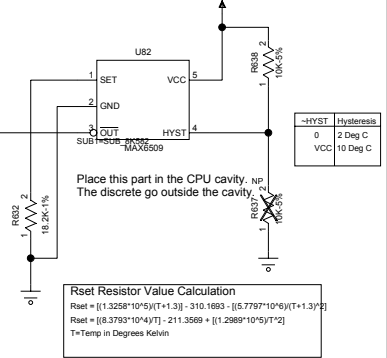 U82
1 SET
VCC 5
2 GND
3 OUT
HYST 4
SUB1=SUB_8K582
MAX6509
R638
10K-5%
2
1
~HYST Hysteresis
0 2 Deg C
VCC 10 Deg C
Place this part in the CPU cavity.
The discrete go outside the cavity.
NP
R637
10K-5%
2
1
R632
18.2K-1%
2
1
Rset Resistor Value Calculation
Rset = [(1.3258*10^5)/(T+1.3)] - 310.1693 - [(5.7797*10^6)/(T+1.3)^2]
Rset = [(8.3793*10^4)/T] - 211.3569 + [(1.2989*10^5)/T^2]
T=Temp in Degrees Kelvin